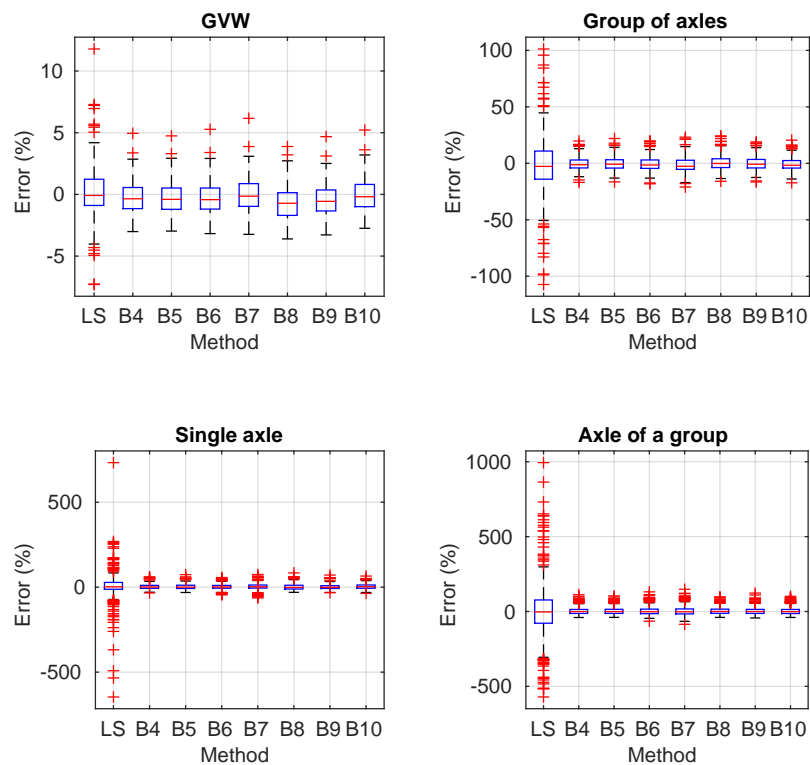 GVW
10
5
0
-5
Error (%)
LS B4 B5 B6 B7 B8 B9 B10
Method
Group of axles
100
50
0
-50
-100
Error (%)
LS B4 B5 B6 B7 B8 B9 B10
Method
Single axle
500
0
-500
Error (%)
LS B4 B5 B6 B7 B8 B9 B10
Method
Axle of a group
1000
500
0
-500
Error (%)
LS B4 B5 B6 B7 B8 B9 B10
Method